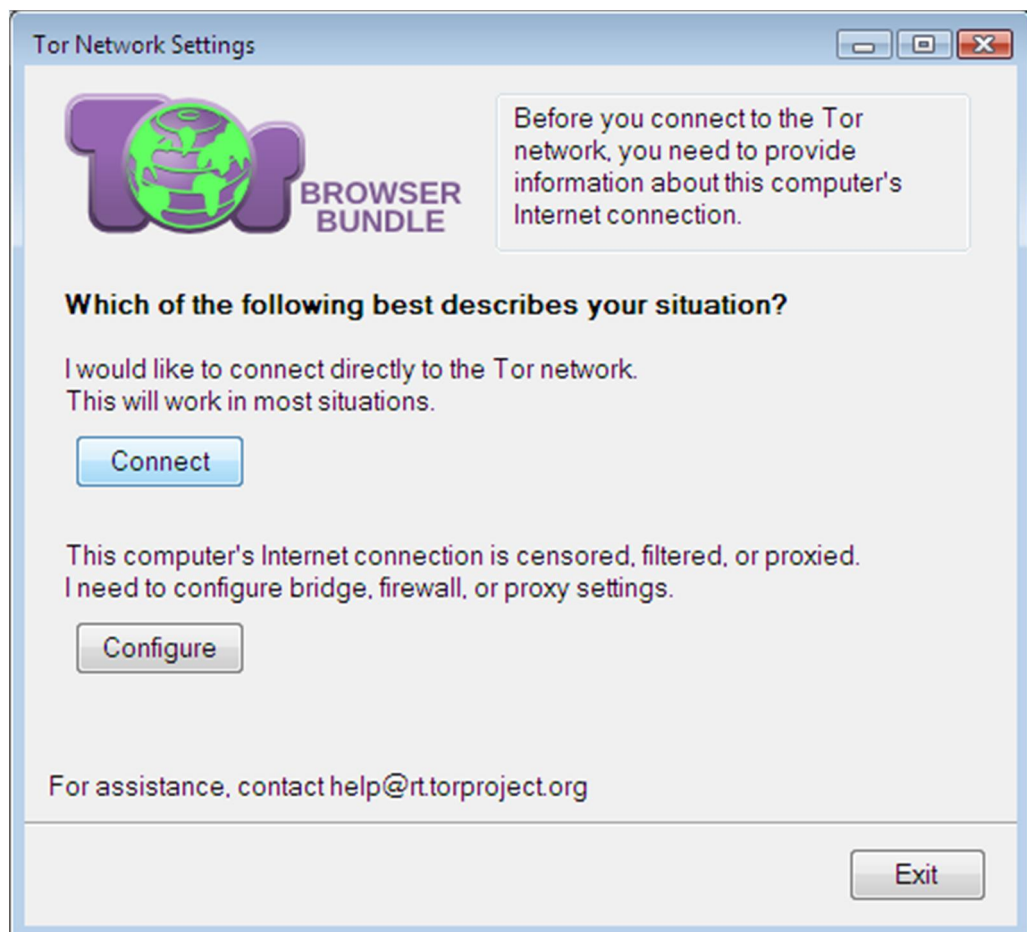 Tor Network Settings
Tor
BROWSER
BUNDLE
Before you connect to the Tor
network, you need to provide
information about this computer's
Internet connection.
Which of the following best describes your situation?
I would like to connect directly to the Tor network.
This will work in most situations.
Connect
This computer's Internet connection is censored, filtered, or proxied.
I need to configure bridge, firewall, or proxy settings.
Configure
For assistance, contact help@rt.torproject.org
Exit